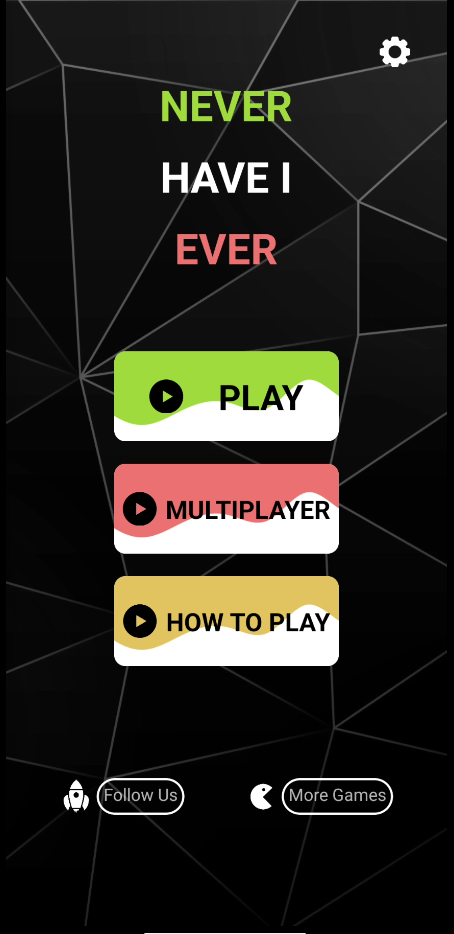 NEVER
HAVE I
EVER
PLAY
MULTIPLAYER
HOW TO PLAY
Follow Us
More Games